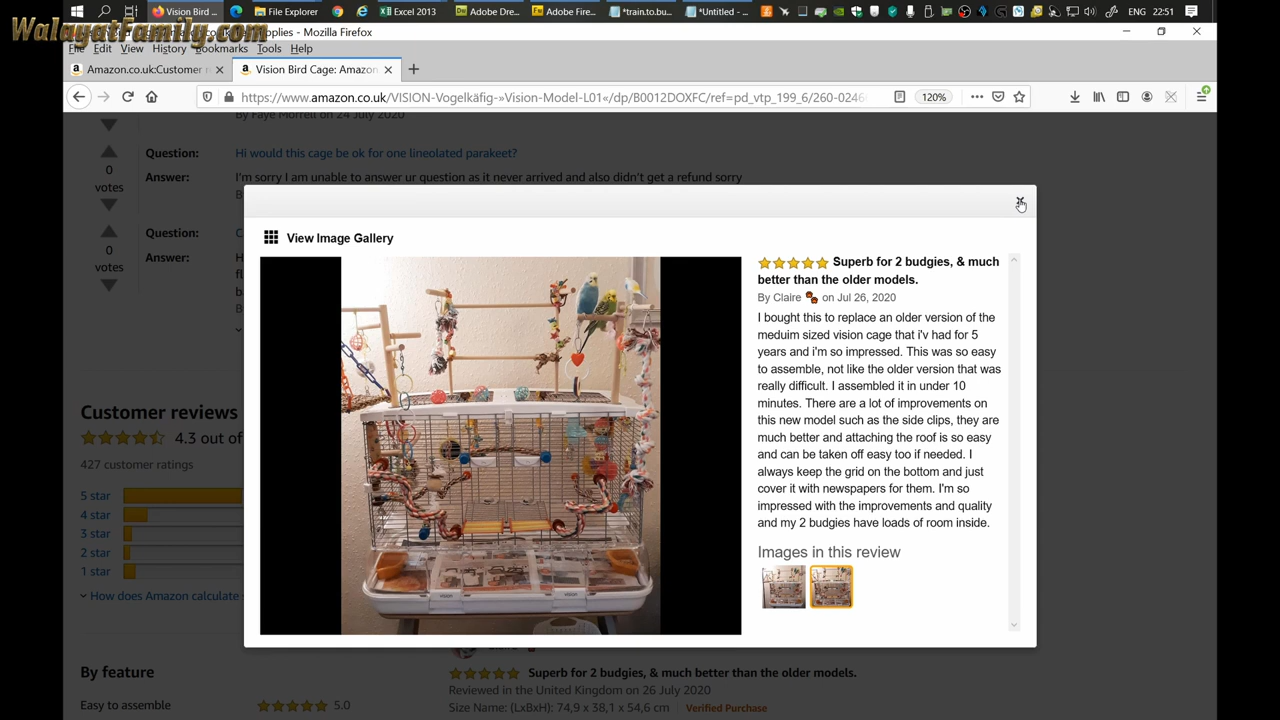 Vision Bird ...
File Explorer
Excel 2013
Adobe Dre...
Adobe Fire...
*train.to.bu...
*Untitled - ...
ENG 22:51
WalayatFamily.com
- Mozilla Firefox
File Edit View History Bookmarks Tools Help
Amazon.co.uk:Customer
Vision Bird Cage: Amazon
https://www.amazon.co.uk/VISION-Vogelkäfig-»Vision-Model-L01«/dp/B0012DOXFC/ref=pd_vtp_199_6/260-0246
120%
By Faye Morrell on 24 July 2020
Question: Hi would this cage be ok for one lineolated parakeet?
0 votes
Answer: I'm sorry I am unable to answer ur question as it never arrived and also didn't get a refund sorry
Question:
0 votes
Answer:
View Image Gallery
Superb for 2 budgies, & much
better than the older models.
By Claire on Jul 26, 2020
I bought this to replace an older version of the
meduim sized vision cage that i'v had for 5
years and i'm so impressed. This was so easy
to assemble, not like the older version that was
really difficult. I assembled it in under 10
minutes. There are a lot of improvements on
this new model such as the side clips, they are
much better and attaching the roof is so easy
and can be taken off easy too if needed. I
always keep the grid on the bottom and just
cover it with newspapers for them. I'm so
impressed with the improvements and quality
and my 2 budgies have loads of room inside.
Images in this review
Customer reviews
4.3 out of
427 customer ratings
5 star
4 star
3 star
2 star
1 star
How does Amazon calculate
By feature
Easy to assemble 5.0
Superb for 2 budgies, & much better than the older models.
Reviewed in the United Kingdom on 26 July 2020
Size Name: (LxBxH): 74,9 x 38,1 x 54,6 cm | Verified Purchase